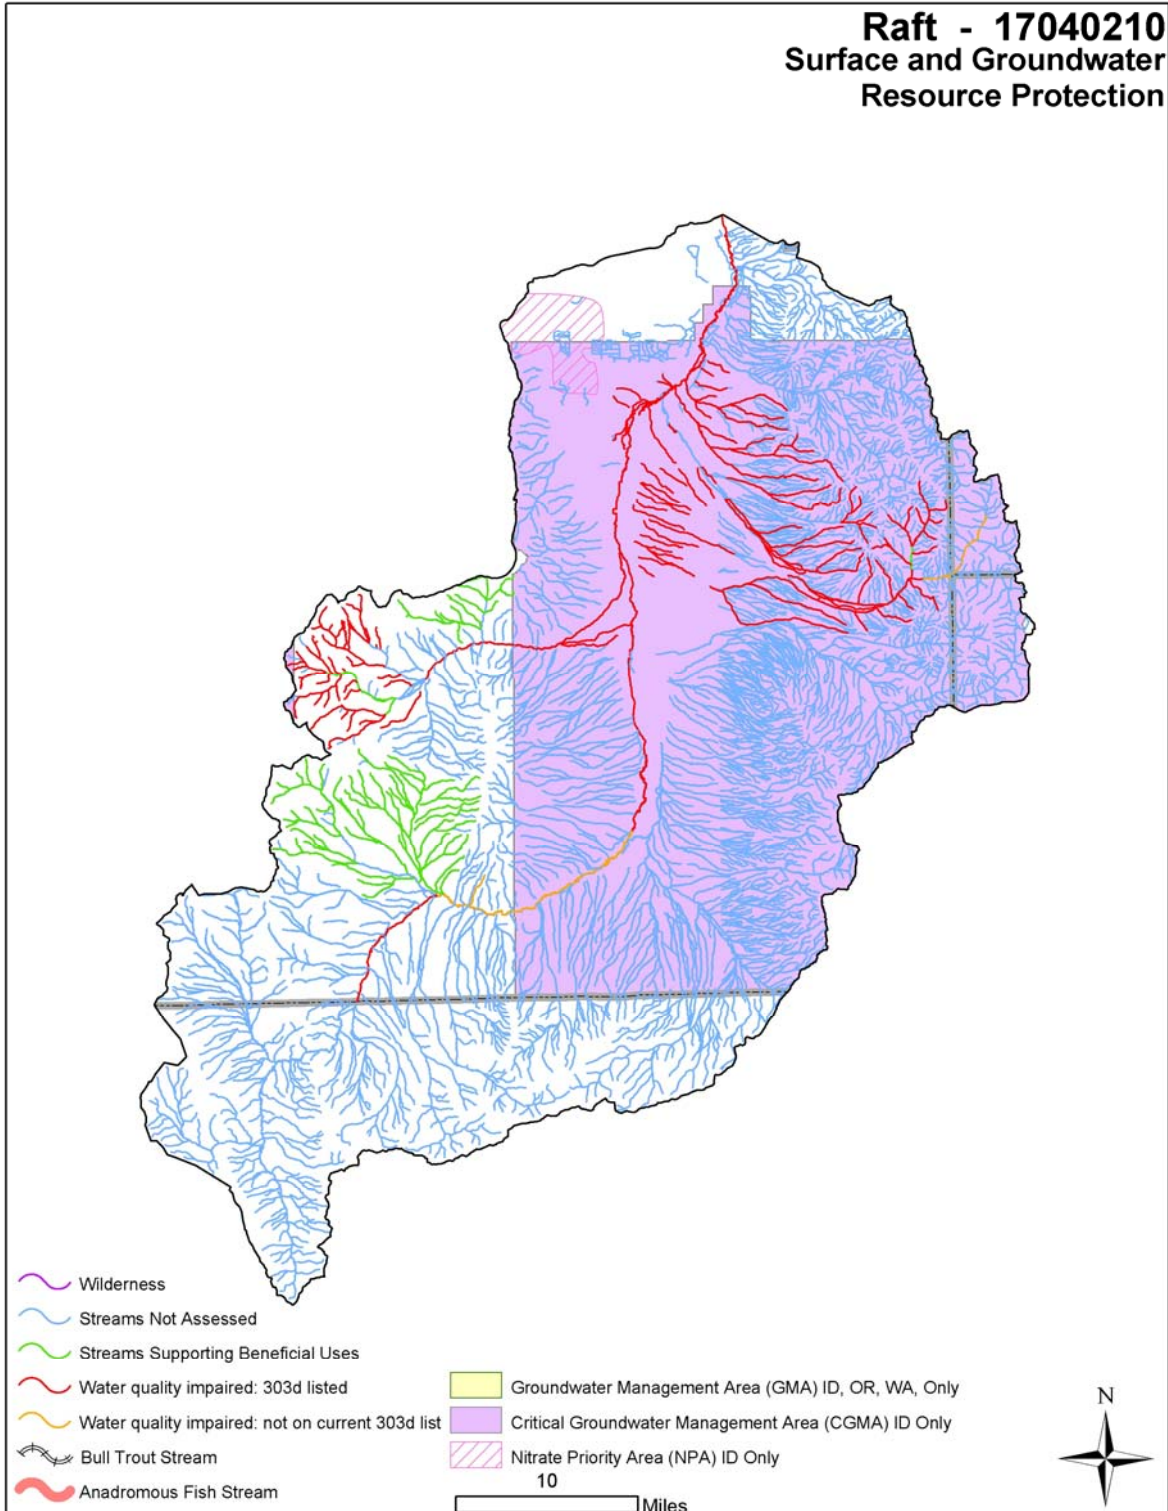 Raft - 17040210
Surface and Groundwater
Resource Protection
Wilderness
Streams Not Assessed
Streams Supporting Beneficial Uses
Water quality impaired: 303d listed
Water quality impaired: not on current 303d list
Bull Trout Stream
Anadromous Fish Stream
Groundwater Management Area (GMA) ID, OR, WA, Only
Critical Groundwater Management Area (CGMA) ID Only
Nitrate Priority Area (NPA) ID Only
10
Miles
N